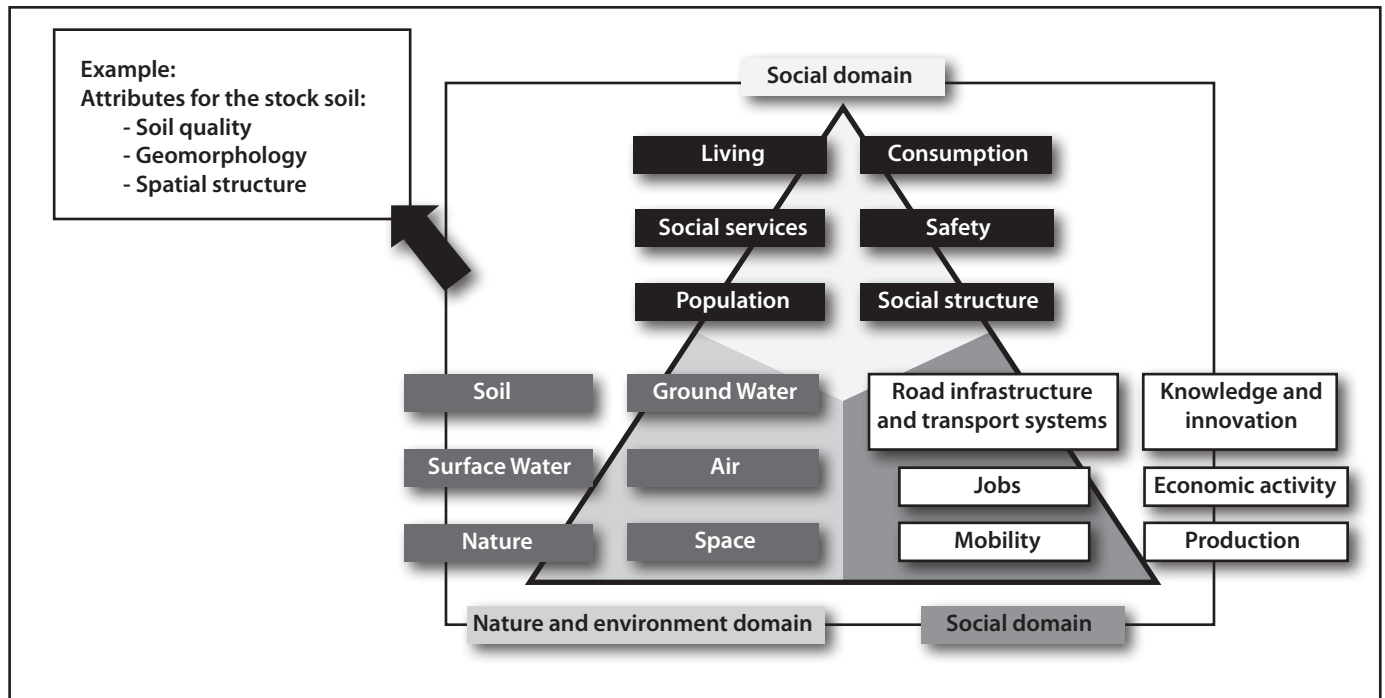 Example:
Attributes for the stock soil:
- Soil quality
- Geomorphology
- Spatial structure
Social domain
Living
Consumption
Social services
Safety
Population
Social structure
Soil
Ground Water
Road infrastructure
and transport systems
Knowledge and
innovation
Surface Water
Air
Jobs
Economic activity
Nature
Space
Mobility
Production
Nature and environment domain
Social domain